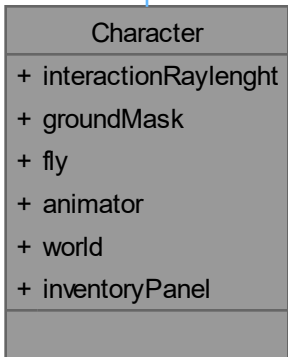 Character
+ interactionRaylenght
+ groundMask
+ fly
+ animator
+ world
+ inventoryPanel